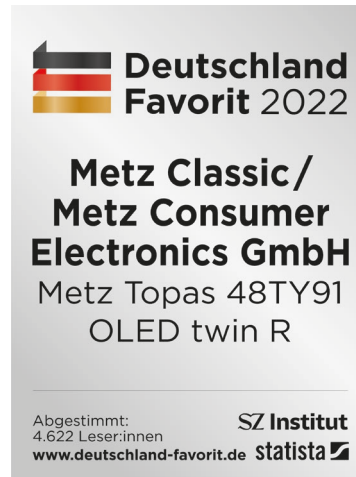 Deutschland
Favorit 2022
Metz Classic/
Metz Consumer
Electronics GmbH
Metz Topas 48TY91
OLED twin R
Abgestimmt:
4.622 Leser:innen
www.deutschland-favorit.de
SZ Institut
statista